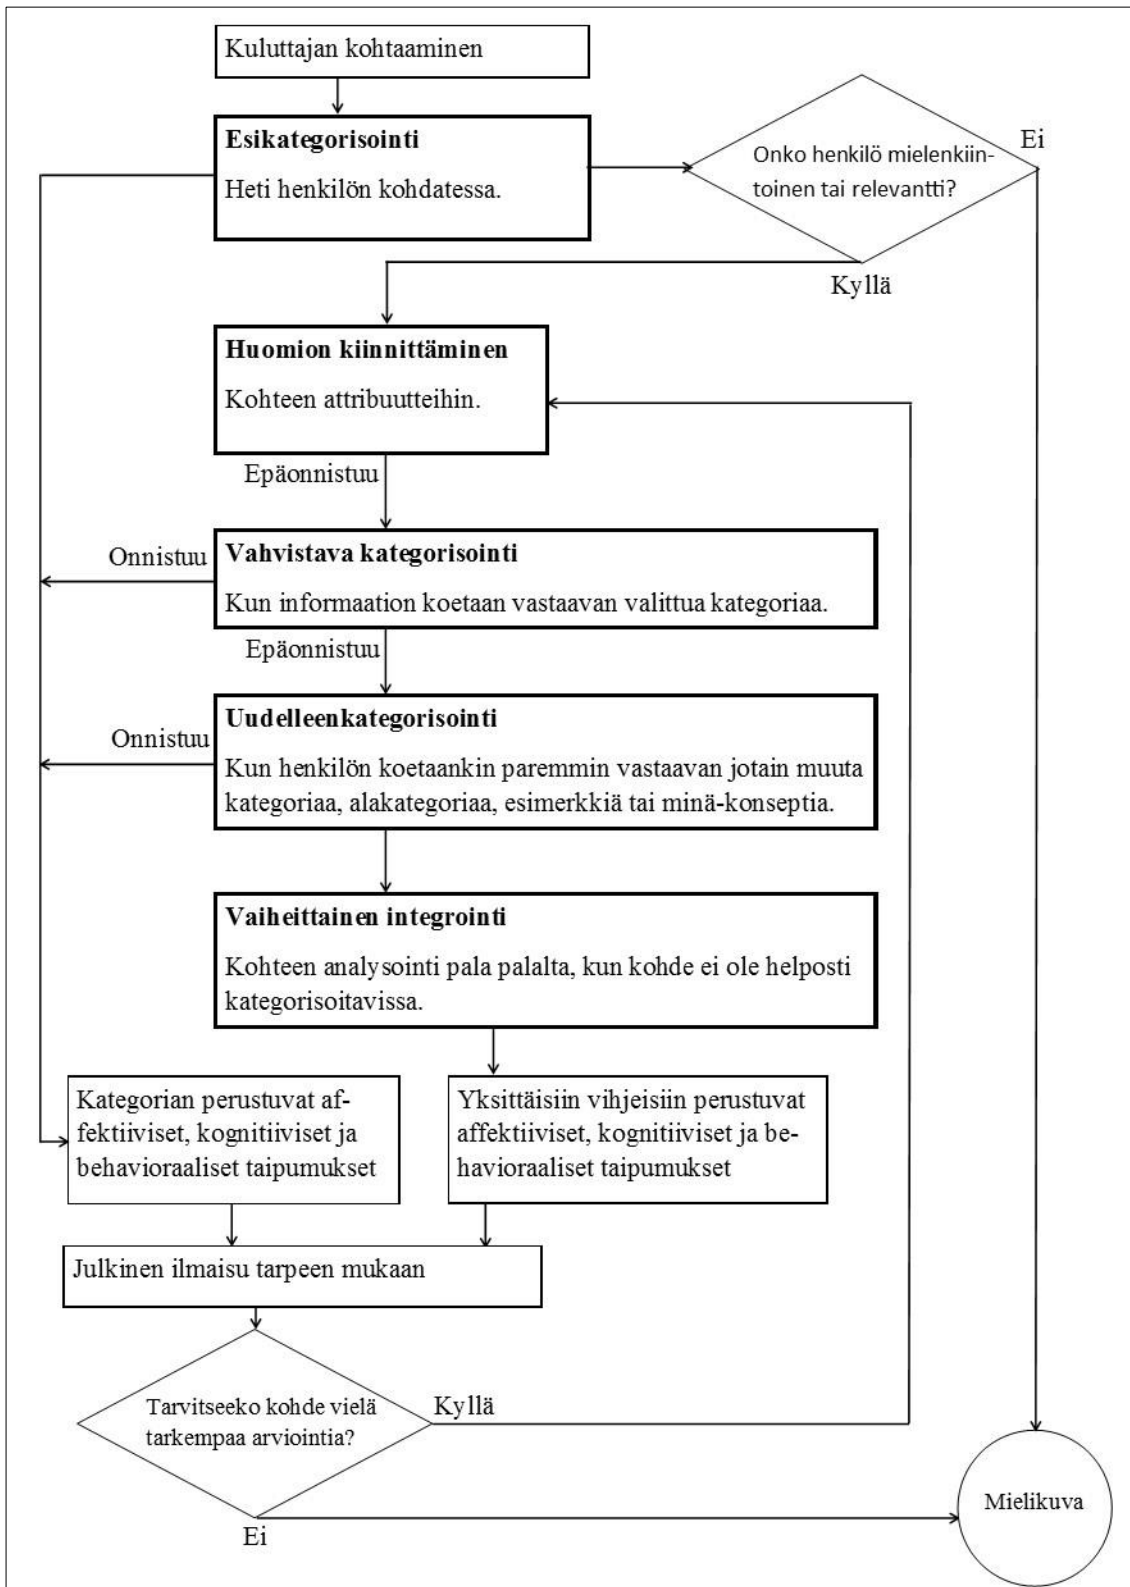 Kuluttajan kohtaaminen
Esikategorisointi
Heti henkilön kohdatessa.
Onko henkilö mielenkiin-
toinen tai relevantti?
Ei
Kyllä
Huomion kiinnittäminen
Kohteen attribuutteihin.
Epäonnistuu
Onnistuu
Vahvistava kategorisointi
Kun informaation koetaan vastaavan valittua kategoriaa.
Epäonnistuu
Onnistuu
Uudelleenkategorisointi
Kun henkilön koetaankin paremmin vastaavan jotain muuta
kategoriaa, alakategoriaa, esimerkkiä tai minä-konseptia.
Vaiheittainen integrointi
Kohteen analysointi pala palalta, kun kohde ei ole helposti
kategorisoitavissa.
Kategorian perustuvat af-
fektiiviset, kognitiiviset ja
behavioraaliset taipumukset
Yksittäisiin vihjeisiin perustuvat
affektiiviset, kognitiiviset ja be-
havioraaliset taipumukset
Julkinen ilmaisu tarpeen mukaan
Tarvitseeko kohde vielä
tarkempaa arviointia?
Kyllä
Ei
Mielikuva